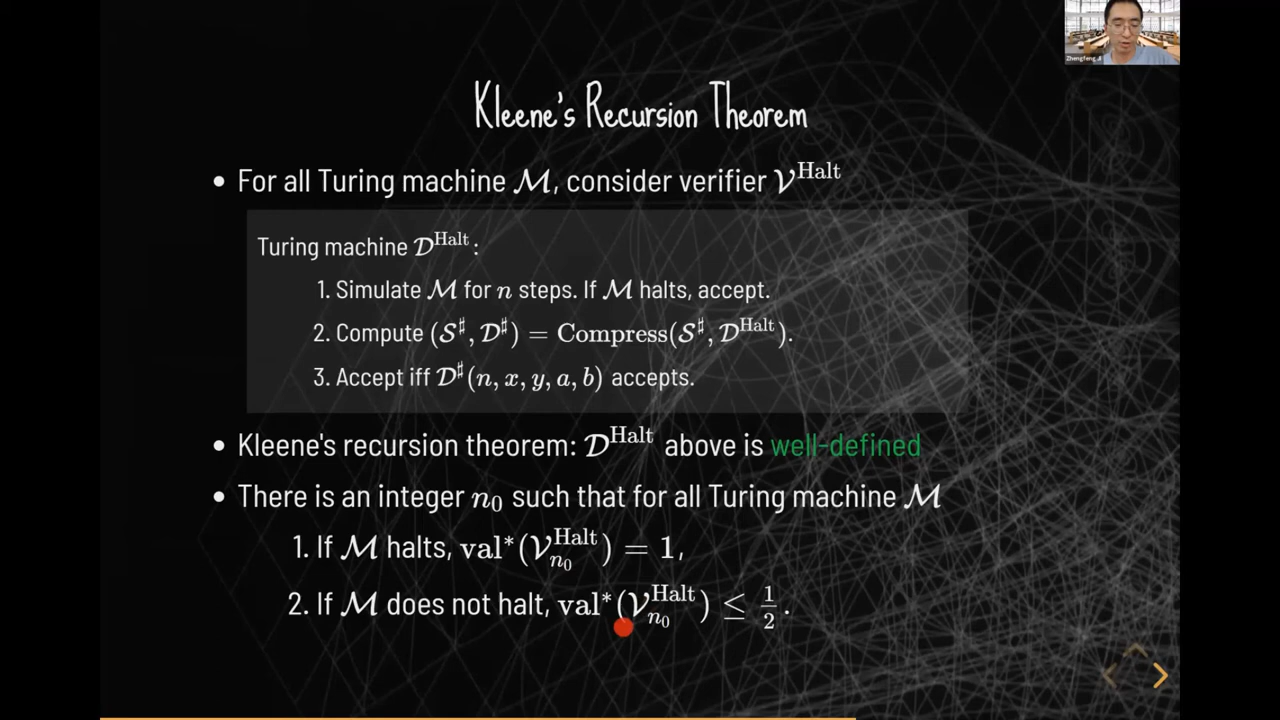 Zhengfeng Ji
Kleene's Recursion Theorem
• For all Turing machine ℳ, consider verifier 𝒱^Halt
Turing machine 𝒟^Halt:
1. Simulate ℳ for n steps. If ℳ halts, accept.
2. Compute (𝒮^♯, 𝒟^♯) = Compress(𝒮^♯, 𝒟^Halt).
3. Accept iff 𝒟^♯(n, x, y, a, b) accepts.
• Kleene's recursion theorem: 𝒟^Halt above is well-defined
• There is an integer n₀ such that for all Turing machine ℳ
1. If ℳ halts, val*(𝒱^Halt_n₀) = 1,
2. If ℳ does not halt, val*(𝒱^Halt_n₀) ≤ 1/2.